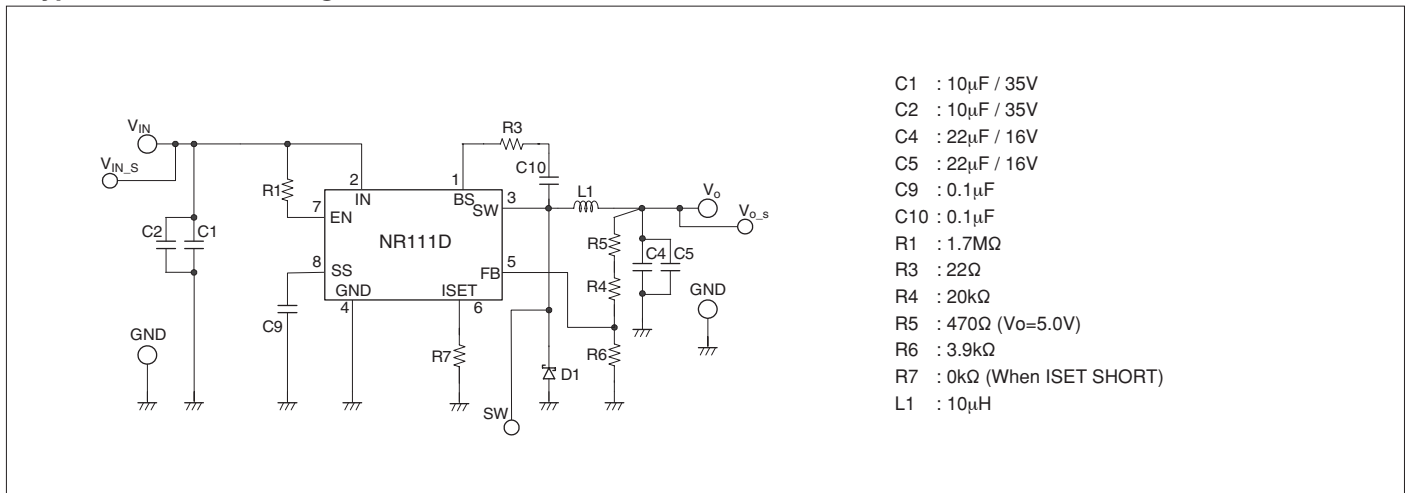 VIN
VIN_S
R3
C10
2
1
L1
Vo
Vo_s
R1
IN
BS
3
SW
7
EN
C2
C1
NR111D
R5
C4
C5
8
SS
FB
5
R4
GND
ISET
GND
4
6
C9
GND
R7
R6
D1
SW
C1 : 10μF / 35V
C2 : 10μF / 35V
C4 : 22μF / 16V
C5 : 22μF / 16V
C9 : 0.1μF
C10 : 0.1μF
R1 : 1.7MΩ
R3 : 22Ω
R4 : 20kΩ
R5 : 470Ω (Vo=5.0V)
R6 : 3.9kΩ
R7 : 0kΩ (When ISET SHORT)
L1 : 10μH